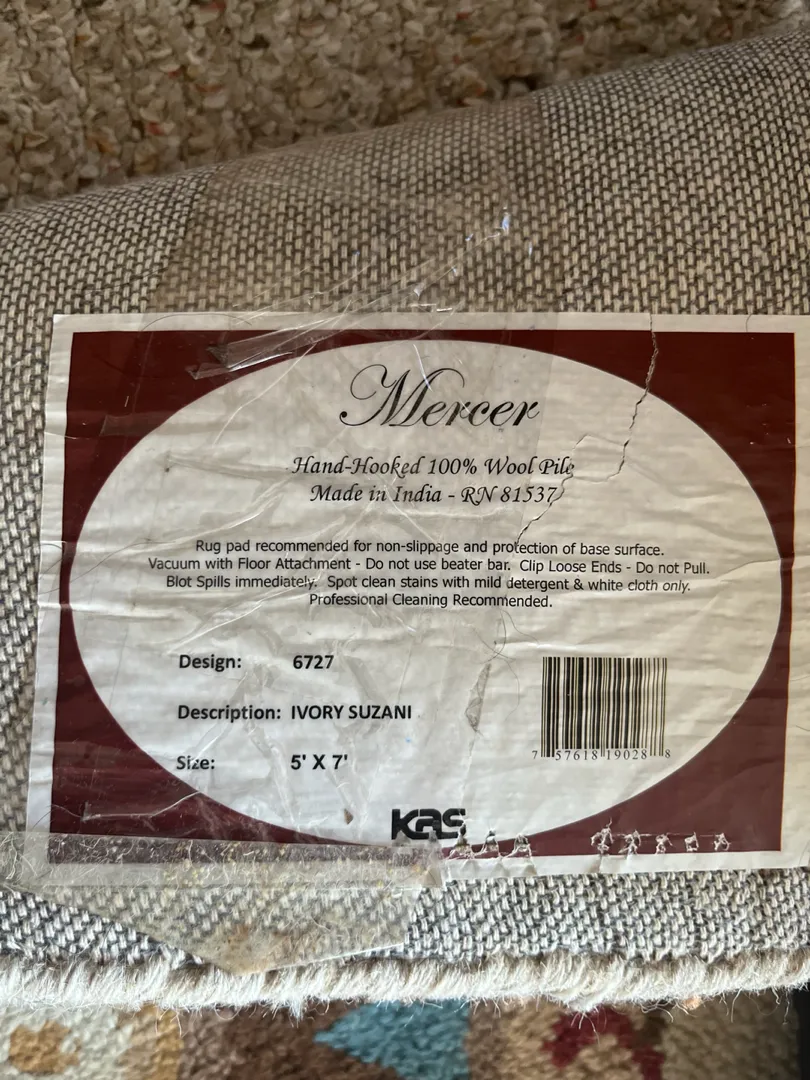 Mercer
Hand-Hooked 100% Wool Pile
Made in India - RN 81537
Rug pad recommended for non-slippage and protection of base surface.
Vacuum with Floor Attachment - Do not use beater bar. Clip Loose Ends - Do not Pull.
Blot Spills immediately. Spot clean stains with mild detergent & white cloth only.
Professional Cleaning Recommended.
Design: 6727
Description: IVORY SUZANI
Size: 5' X 7'
7 57618 19028 8
KAS